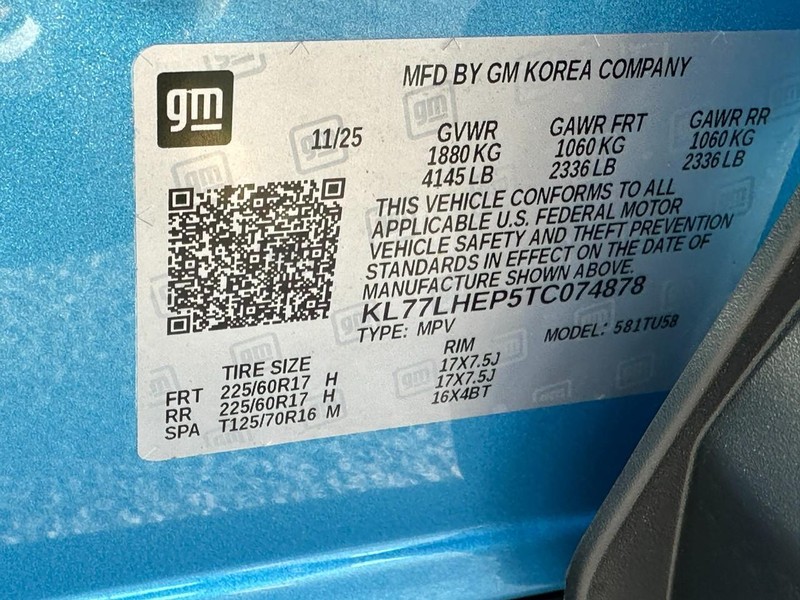 gm
MFD BY GM KOREA COMPANY
11/25
GVWR GAWR FRT GAWR RR
1880 KG 1060 KG 1060 KG
4145 LB 2336 LB 2336 LB
THIS VEHICLE CONFORMS TO ALL
APPLICABLE U.S. FEDERAL MOTOR
VEHICLE SAFETY AND THEFT PREVENTION
STANDARDS IN EFFECT ON THE DATE OF
MANUFACTURE SHOWN ABOVE.
KL77LHEP5TC074878
TYPE: MPV MODEL: 581TU58
TIRE SIZE RIM
FRT 225/60R17 H 17X7.5J
RR 225/60R17 H 17X7.5J
SPA T125/70R16 M 16X4BT